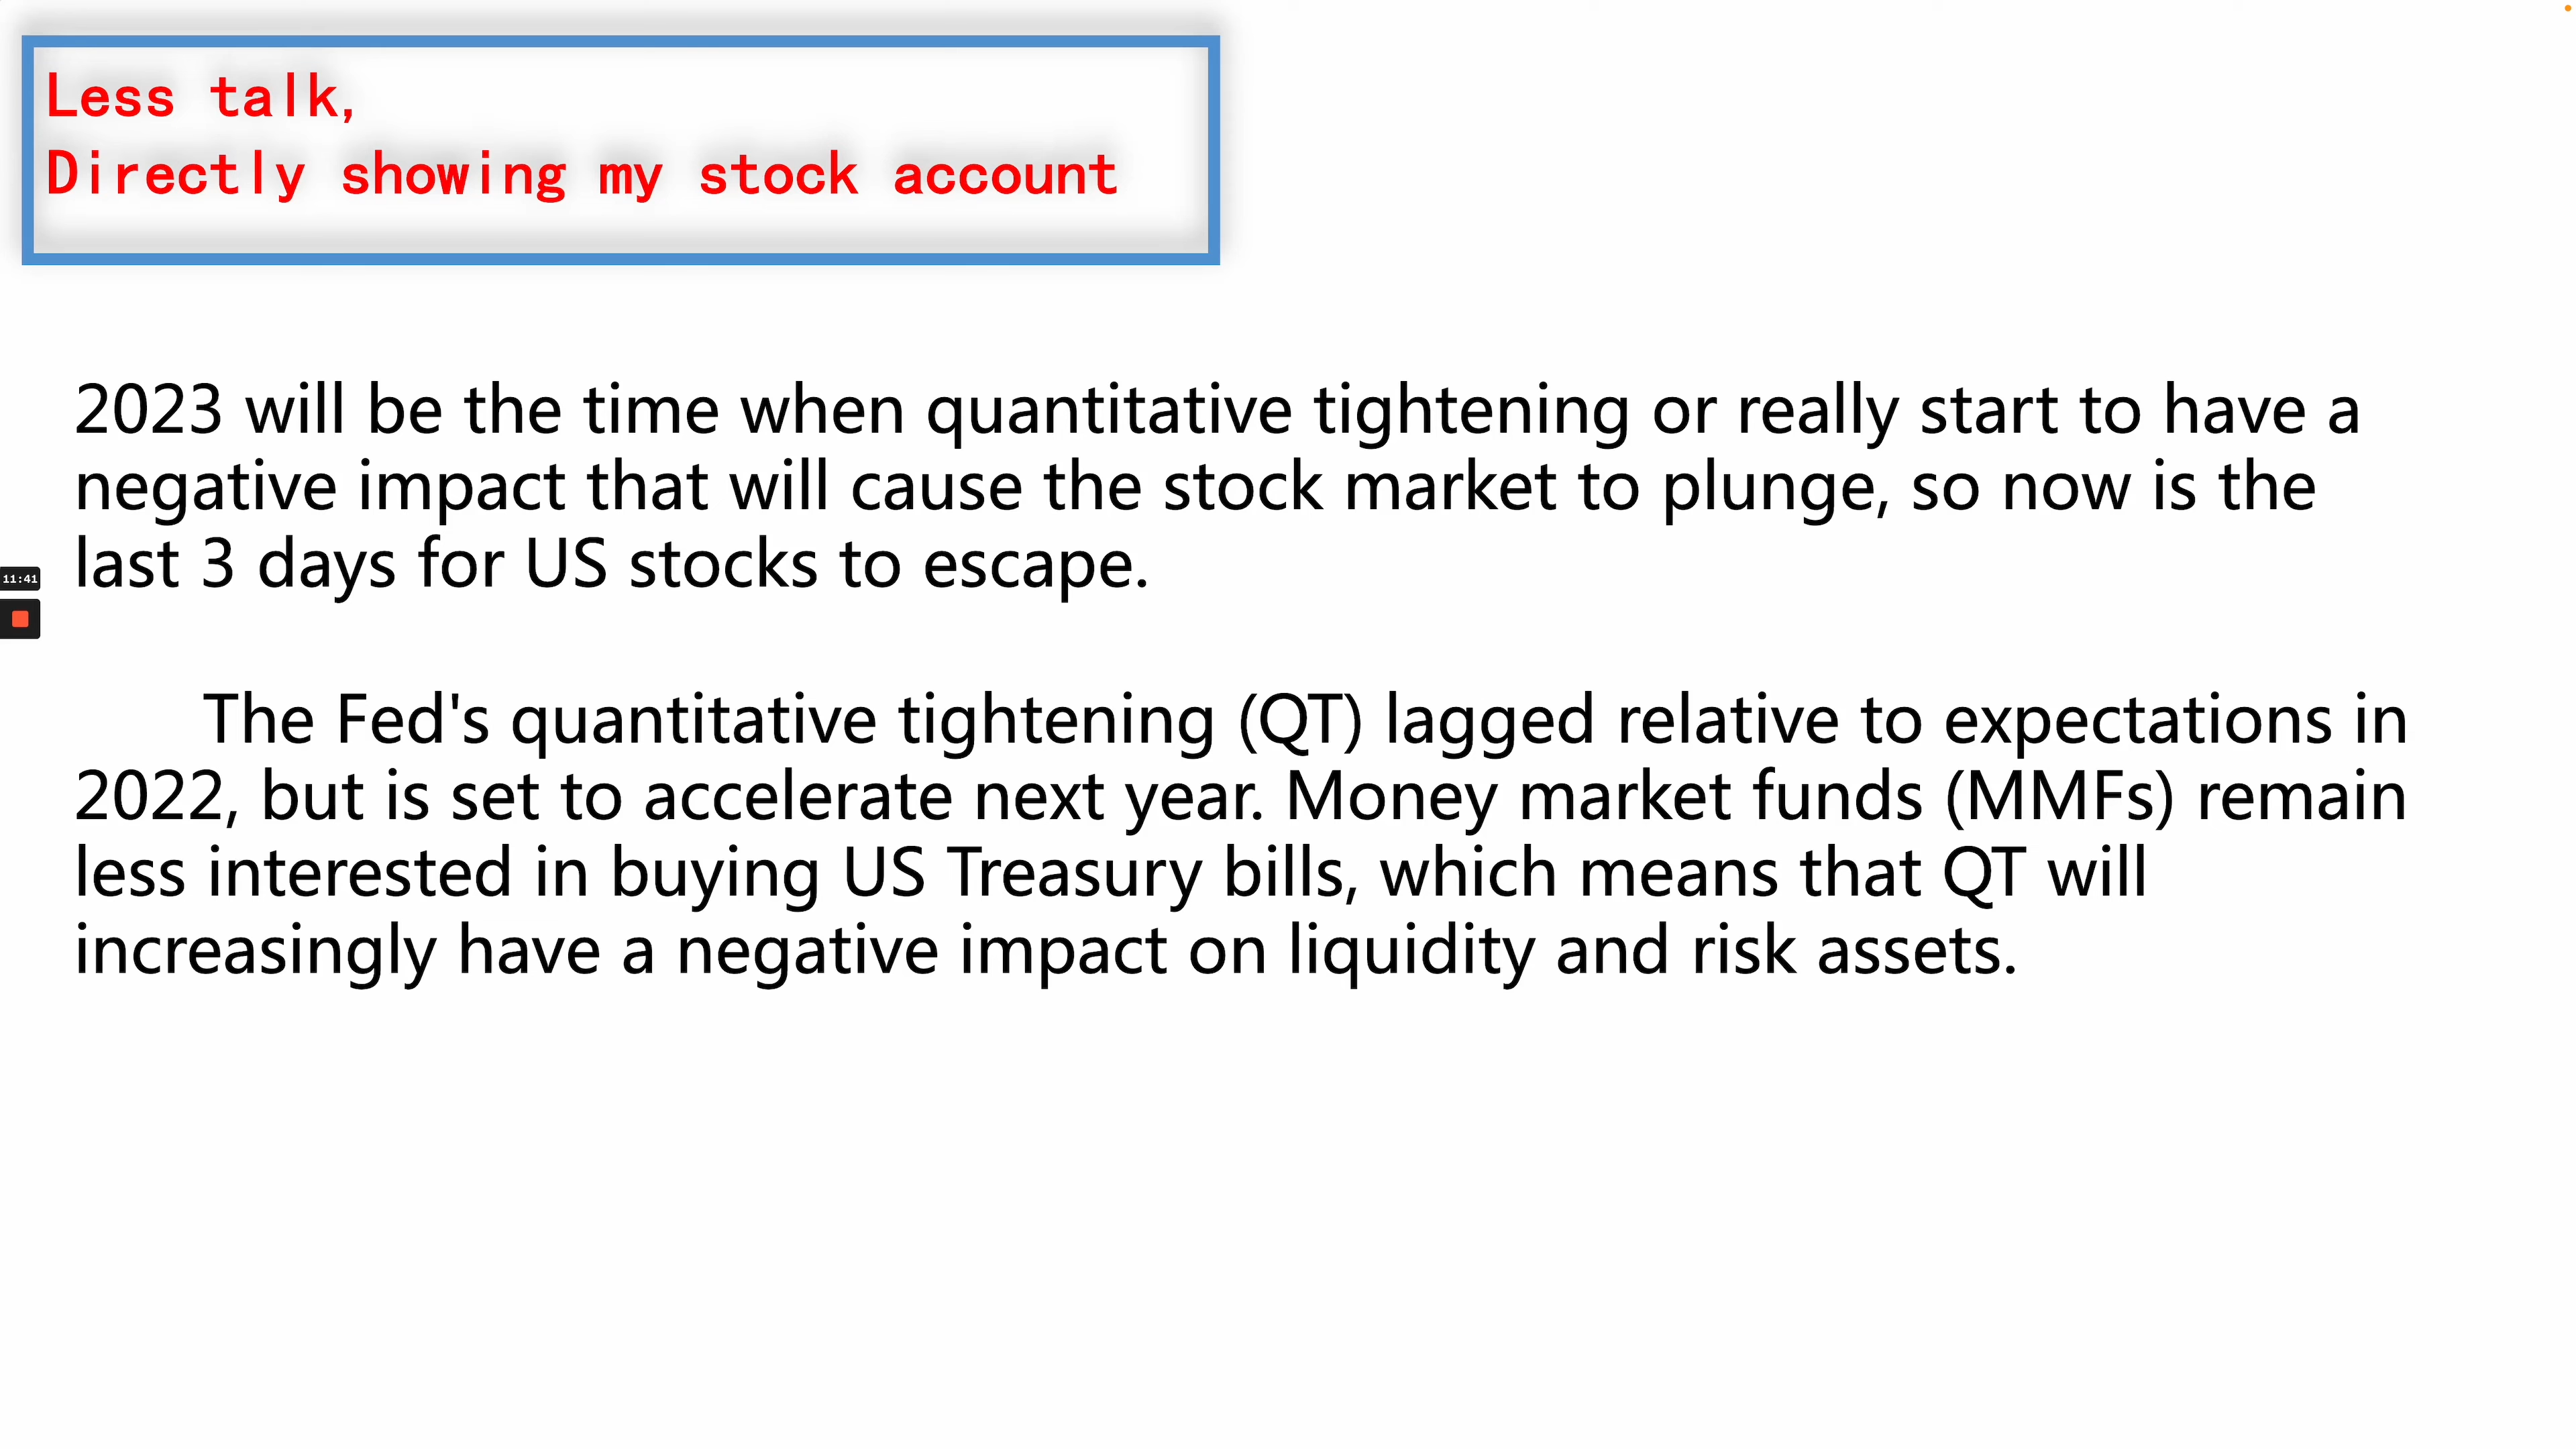 Less talk,
Directly showing my stock account
2023 will be the time when quantitative tightening or really start to have a
negative impact that will cause the stock market to plunge, so now is the
last 3 days for US stocks to escape.
11:41
The Fed's quantitative tightening (QT) lagged relative to expectations in
2022, but is set to accelerate next year. Money market funds (MMFs) remain
less interested in buying US Treasury bills, which means that QT will
increasingly have a negative impact on liquidity and risk assets.